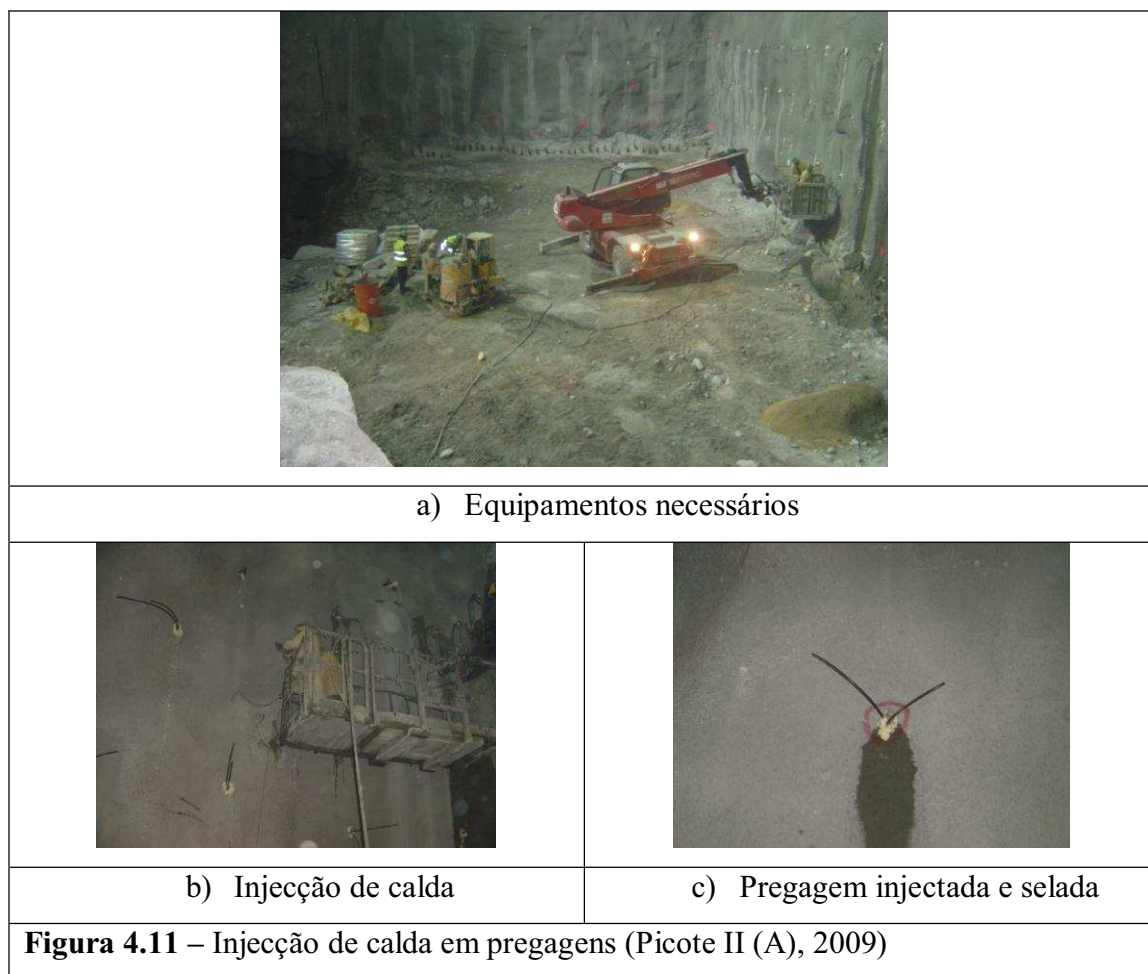 a) Equipamentos necessários
b) Injecção de calda
c) Pregagem injectada e selada
Figura 4.11 – Injecção de calda em pregagens (Picote II (A), 2009)